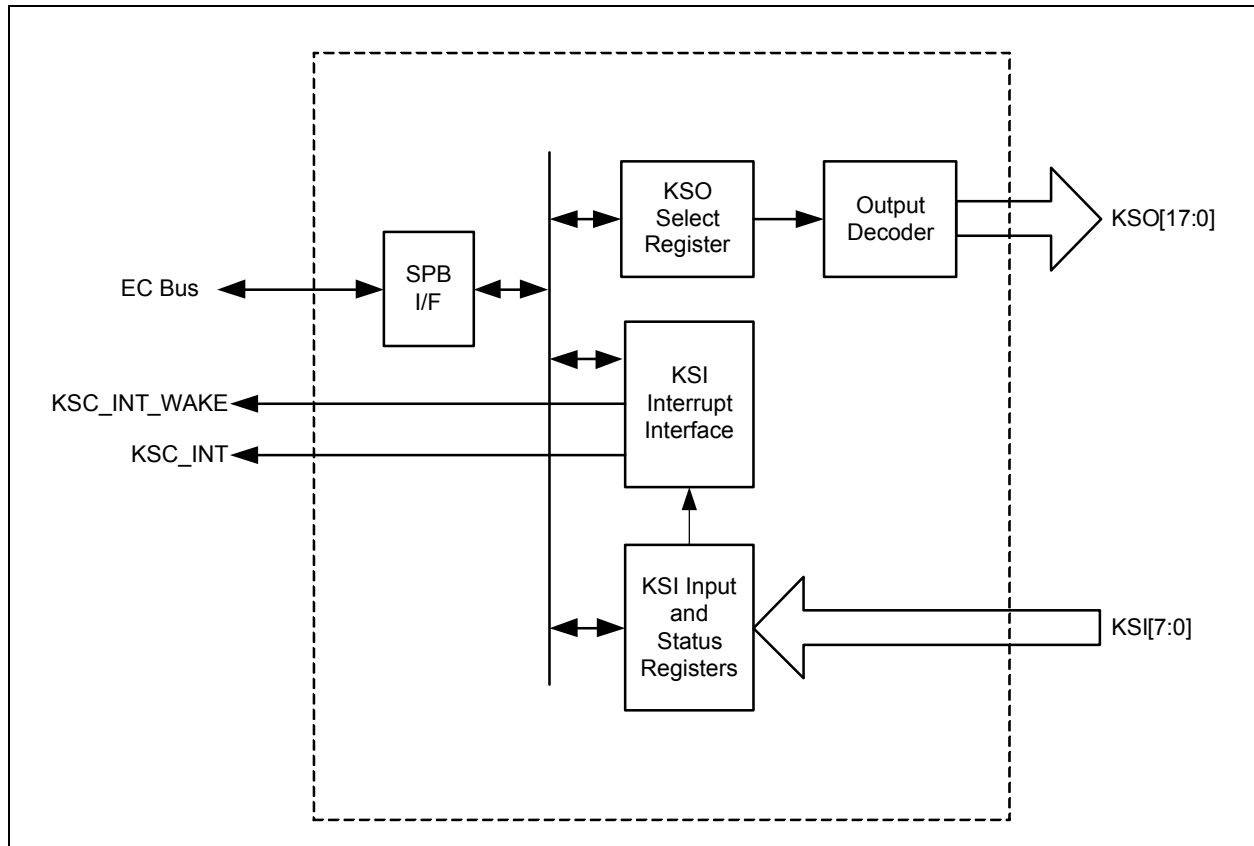 KSO
Select
Register
Output
Decoder
KSO[17:0]
SPB
I/F
EC Bus
KSI
Interrupt
Interface
KSC_INT_WAKE
KSC_INT
KSI Input
and
Status
Registers
KSI[7:0]